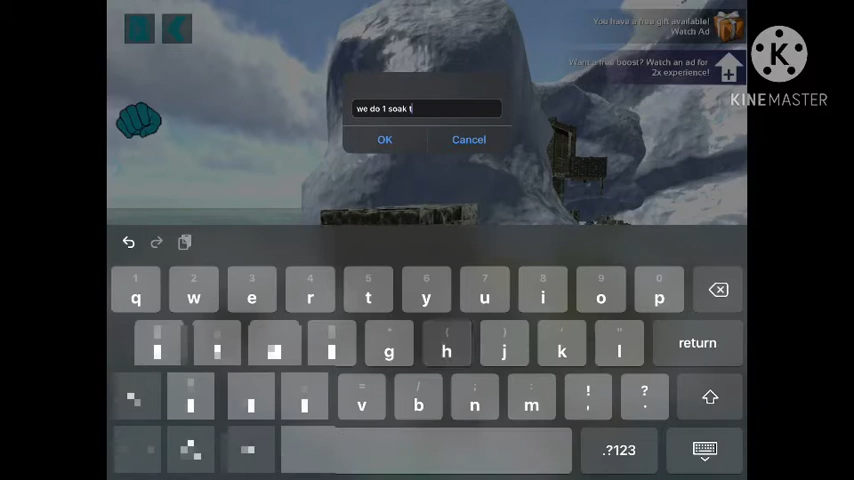 You have a free gift available!
Watch Ad
Want a free boost? Watch an ad for
2x experience!
K
KINEMASTER
we do 1 soak t
OK
Cancel
1 2 3 4 5 6 7 8 9 0
q w e r t y u i o p
* ( ) ' "
g h j k l return
= / ; : ! ?
v b n m , .
.?123